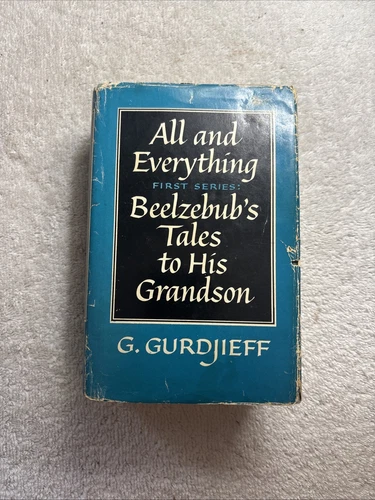 All and
Everything
FIRST SERIES:
Beelzebub's
Tales
to His
Grandson
G. GURDJIEFF